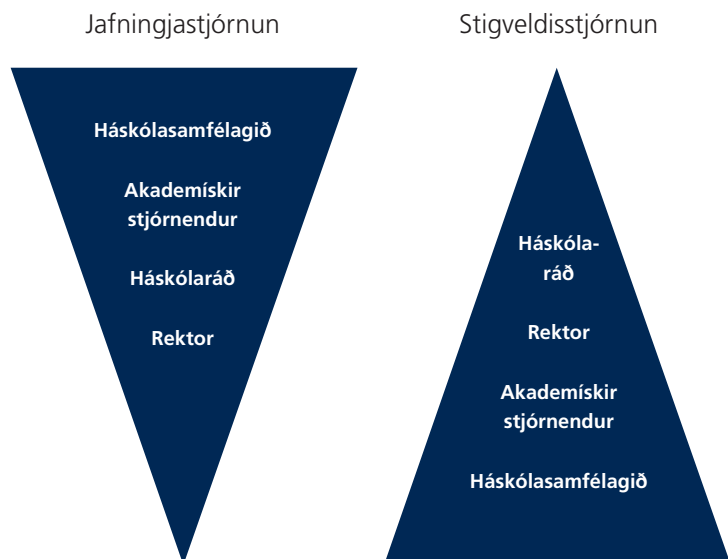 Jafningjastjórnun
Háskólasamfélagið
Akademískir
stjórnendur
Háskólaráð
Rektor
Stigveldisstjórnun
Háskóla-
ráð
Rektor
Akademískir
stjórnendur
Háskólasamfélagið